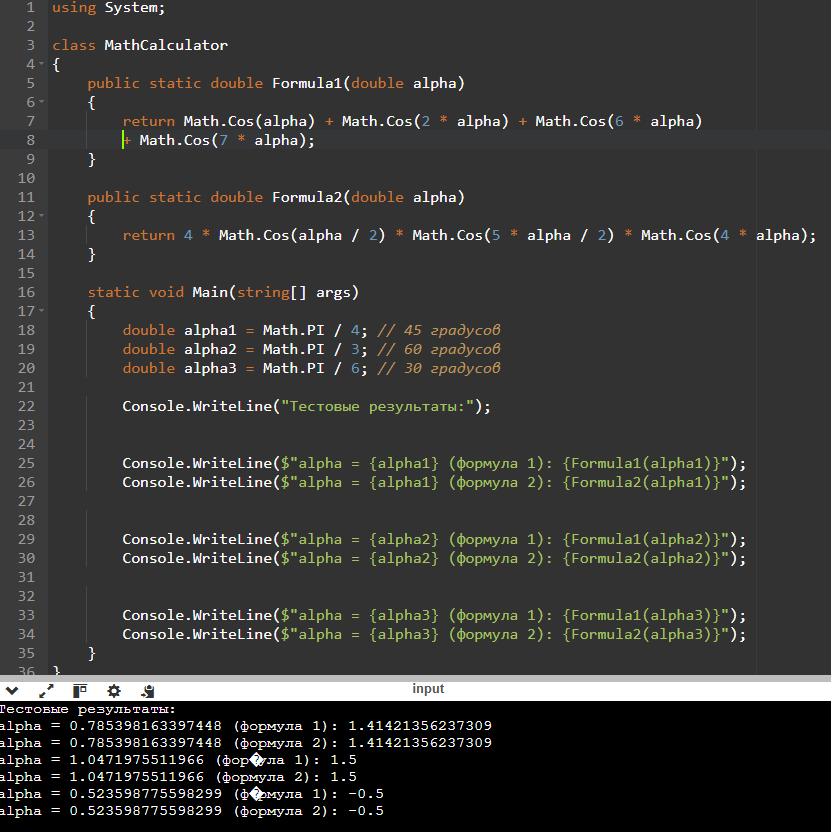 1 using System;
2
3 class MathCalculator
4 {
5 public static double Formula1(double alpha)
6 {
7 return Math.Cos(alpha) + Math.Cos(2 * alpha) + Math.Cos(6 * alpha)
8 + Math.Cos(7 * alpha);
9 }
10
11 public static double Formula2(double alpha)
12 {
13 return 4 * Math.Cos(alpha / 2) * Math.Cos(5 * alpha / 2) * Math.Cos(4 * alpha);
14 }
15
16 static void Main(string[] args)
17 {
18 double alpha1 = Math.PI / 4; // 45 градусов
19 double alpha2 = Math.PI / 3; // 60 градусов
20 double alpha3 = Math.PI / 6; // 30 градусов
21
22 Console.WriteLine("Тестовые результаты:");
23
24
25 Console.WriteLine($"alpha = {alpha1} (формула 1): {Formula1(alpha1)}");
26 Console.WriteLine($"alpha = {alpha1} (формула 2): {Formula2(alpha1)}");
27
28
29 Console.WriteLine($"alpha = {alpha2} (формула 1): {Formula1(alpha2)}");
30 Console.WriteLine($"alpha = {alpha2} (формула 2): {Formula2(alpha2)}");
31
32
33 Console.WriteLine($"alpha = {alpha3} (формула 1): {Formula1(alpha3)}");
34 Console.WriteLine($"alpha = {alpha3} (формула 2): {Formula2(alpha3)}");
35 }
36 }
input
Тестовые результаты:
alpha = 0.785398163397448 (формула 1): 1.41421356237309
alpha = 0.785398163397448 (формула 2): 1.41421356237309
alpha = 1.0471975511966 (фор�ула 1): 1.5
alpha = 1.0471975511966 (формула 2): 1.5
alpha = 0.523598775598299 (ф�рмула 1): -0.5
alpha = 0.523598775598299 (формула 2): -0.5